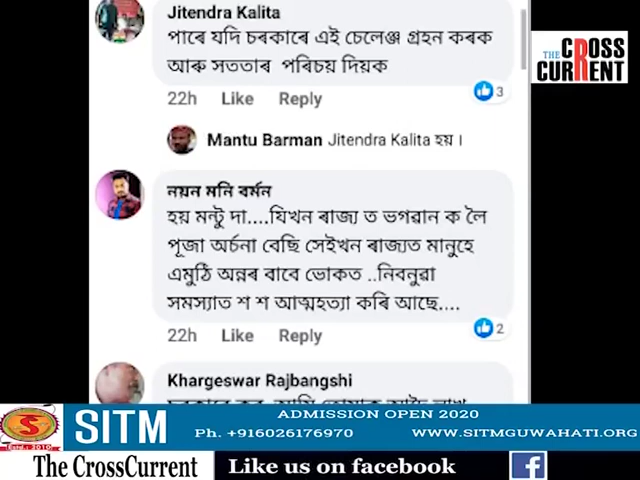 Jitendra Kalita
পাৰে যদি চৰকাৰে এই চেলেঞ্জ গ্ৰহন কৰক
আৰু সততাৰ পৰিচয় দিয়ক
22h Like Reply 3
THE CROSS
CURRENT
Mantu Barman Jitendra Kalita হয় ।
নয়ন মনি বৰ্মন
হয় মন্টু দা....যিখন ৰাজ্য ত ভগৱান ক লৈ
পূজা অৰ্চনা বেছি সেইখন ৰাজ্যত মানুহে
এমুঠি অন্নৰ বাবে ভোকত ..নিবনুৱা
সমস্যাত শ শ আত্মহত্যা কৰি আছে....
22h Like Reply 2
Khargeswar Rajbangshi
SITM
ADMISSION OPEN 2020
Ph. +916026176970 WWW.SITMGUWAHATI.ORG
The CrossCurrent Like us on facebook